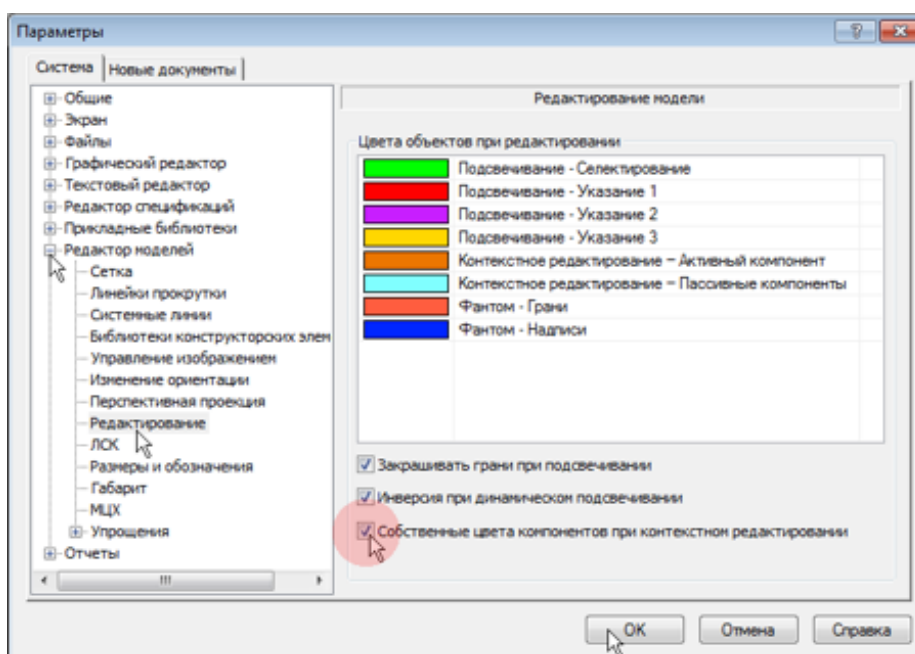 Параметры
Система
Новые документы
Общие
Экран
Файлы
Графический редактор
Текстовый редактор
Редактор спецификаций
Прикладные библиотеки
Редактор моделей
Сетка
Линейки прокрутки
Системные линии
Библиотеки конструкторских элем
Управление изображением
Изменение ориентации
Перспективная проекция
Редактирование
ЛСК
Размеры и обозначения
Габарит
МЦХ
Упрощения
Отчеты
Редактирование модели
Цвета объектов при редактировании
Подсвечивание - Селектирование
Подсвечивание - Указание 1
Подсвечивание - Указание 2
Подсвечивание - Указание 3
Контекстное редактирование – Активный компонент
Контекстное редактирование – Пассивные компоненты
Фантом - Грани
Фантом - Надписи
Закрашивать грани при подсвечивании
Инверсия при динамическом подсвечивании
Собственные цвета компонентов при контекстном редактировании
ОК
Отмена
Справка